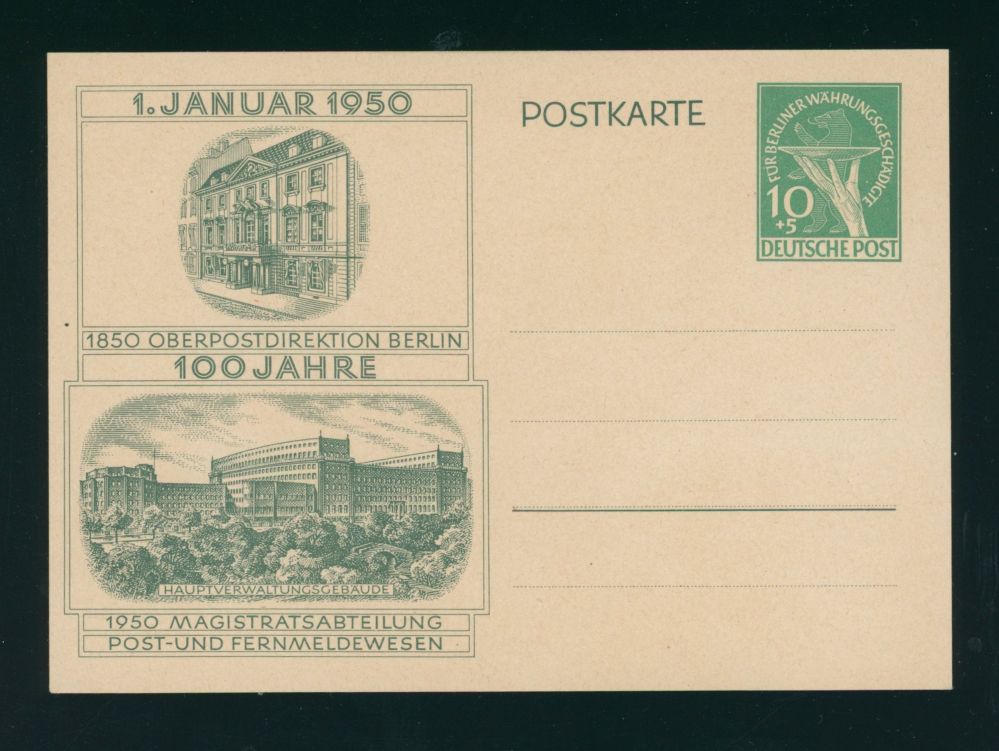 1. JANUAR 1950
1850 OBERPOSTDIREKTION BERLIN
100 JAHRE
HAUPTVERWALTUNGSGEBÄUDE
1950 MAGISTRATSABTEILUNG
POST-UND FERNMELDEWESEN
POSTKARTE
FÜR BERLINER WÄHRUNGSGESCHÄDIGTE
10
+5
DEUTSCHE POST